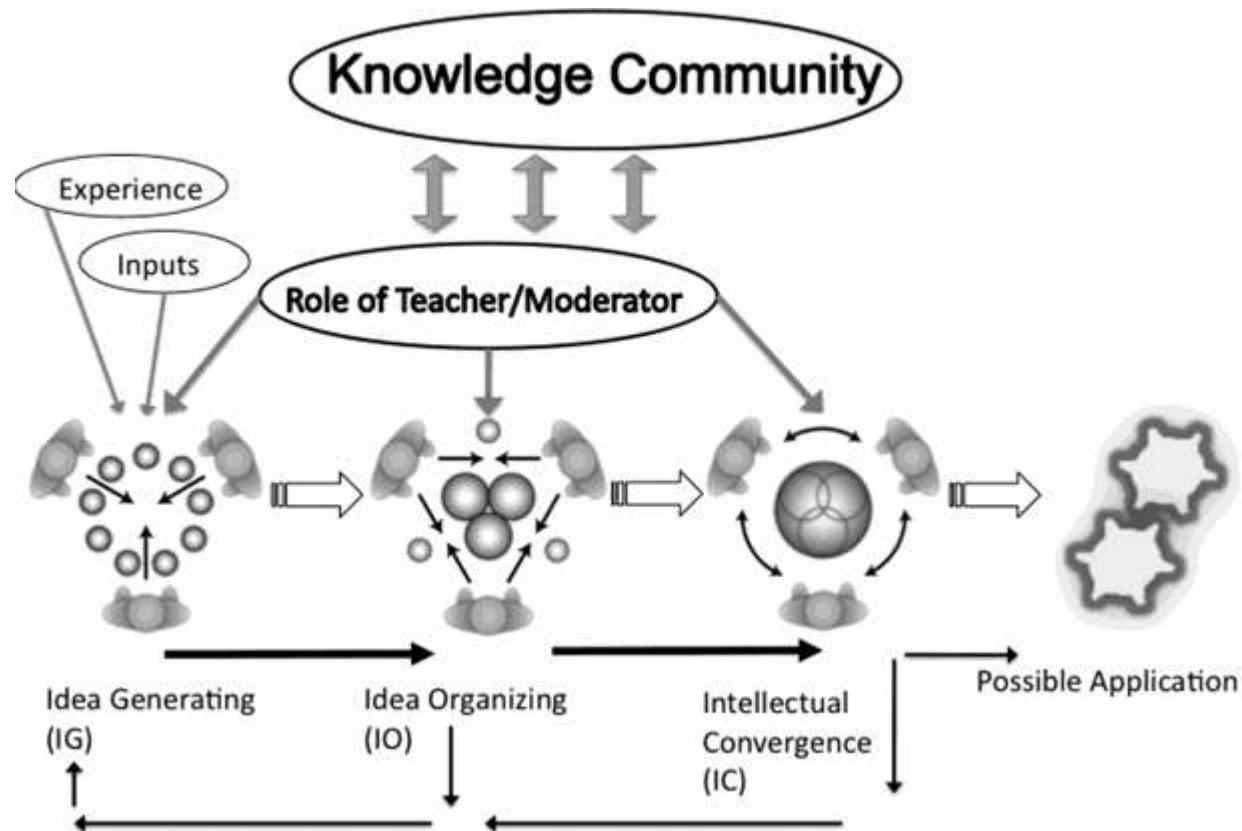 Knowledge Community
Experience
Inputs
Role of Teacher/Moderator
Idea Generating
(IG)
Idea Organizing
(IO)
Intellectual
Convergence
(IC)
Possible Application